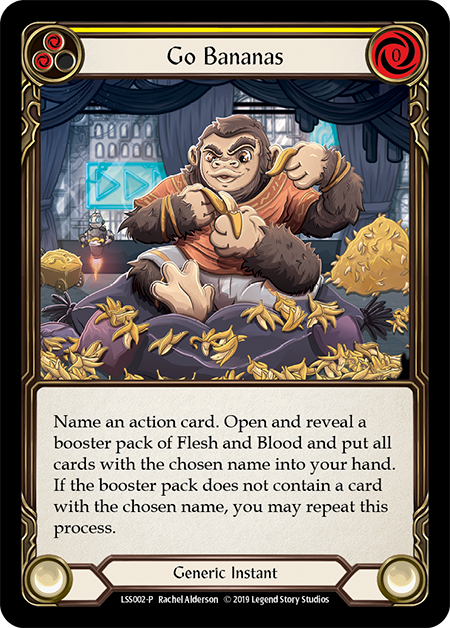 Go Bananas
0
Name an action card. Open and reveal a
booster pack of Flesh and Blood and put all
cards with the chosen name into your hand.
If the booster pack does not contain a card
with the chosen name, you may repeat this
process.
Generic Instant
LSS002-P Rachel Alderson © 2019 Legend Story Studios